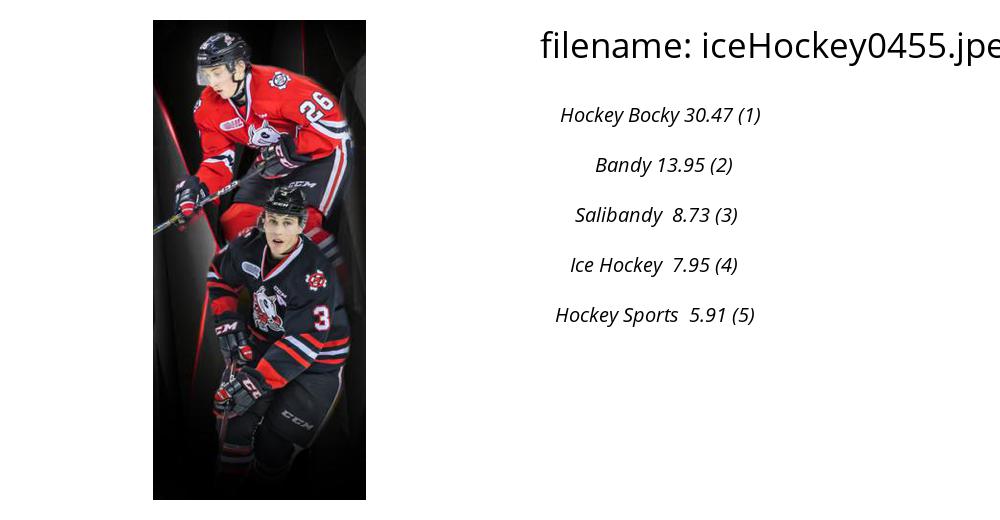 filename: iceHockey0455.jpe
Hockey Bocky 30.47 (1)
Bandy 13.95 (2)
Salibandy 8.73 (3)
Ice Hockey 7.95 (4)
Hockey Sports 5.91 (5)
26
CCM
3
CCM
CCM